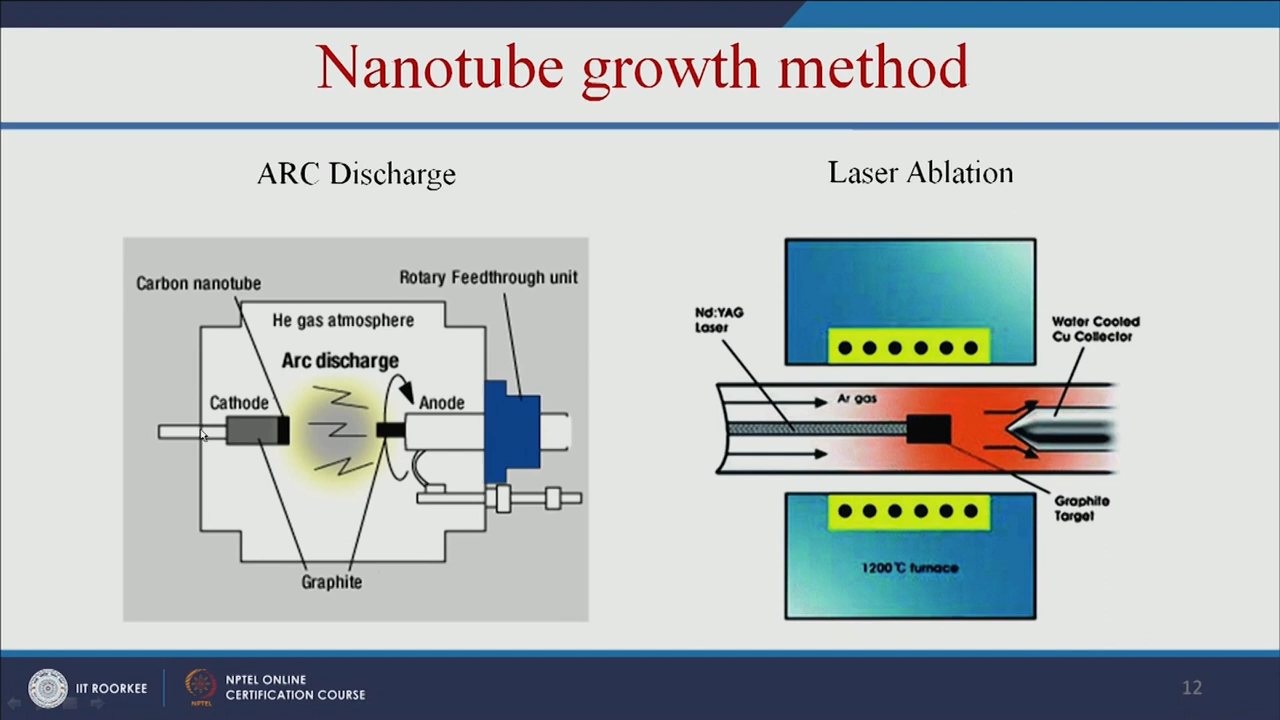 Nanotube growth method
ARC Discharge
Laser Ablation
Carbon nanotube
Rotary Feedthrough unit
He gas atmosphere
Arc discharge
Cathode
Anode
Graphite
Nd:YAG
Laser
Water Cooled
Cu Collector
Ar gas
Graphite
Target
1200℃ furnace
IIT ROORKEE
NPTEL
NPTEL ONLINE
CERTIFICATION COURSE
12